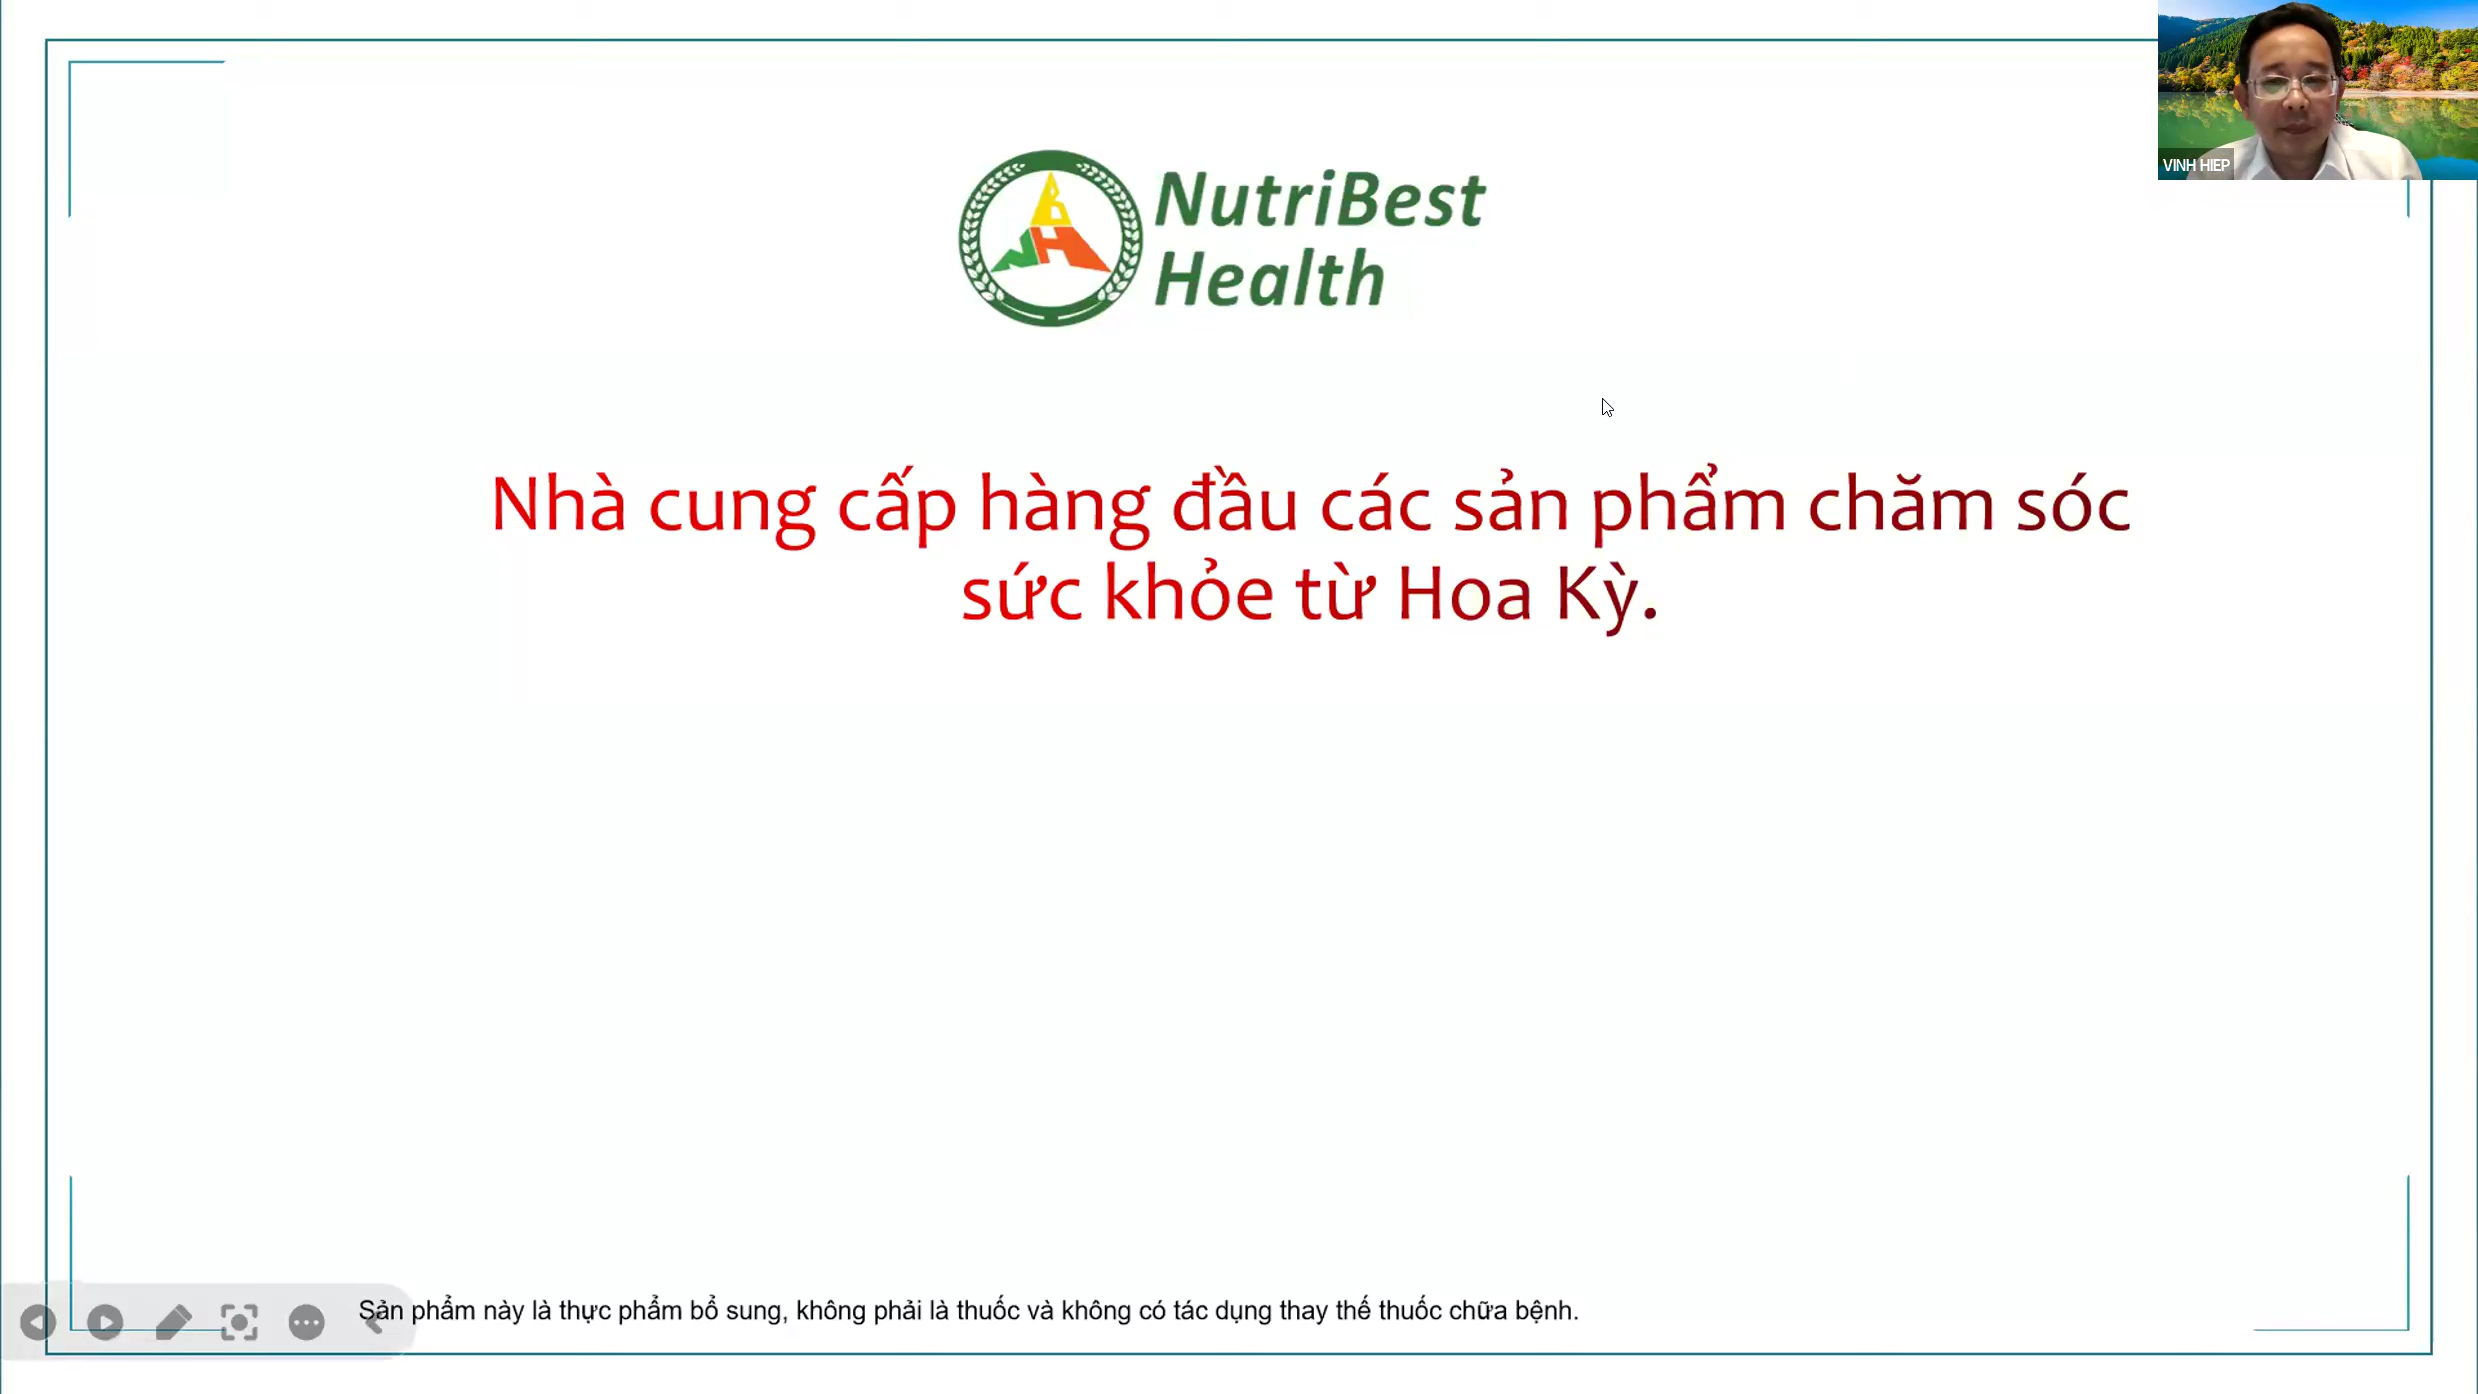 VINH HIEP
NutriBest
Health
Nhà cung cấp hàng đầu các sản phẩm chăm sóc
sức khỏe từ Hoa Kỳ.
Sản phẩm này là thực phẩm bổ sung, không phải là thuốc và không có tác dụng thay thế thuốc chữa bệnh.